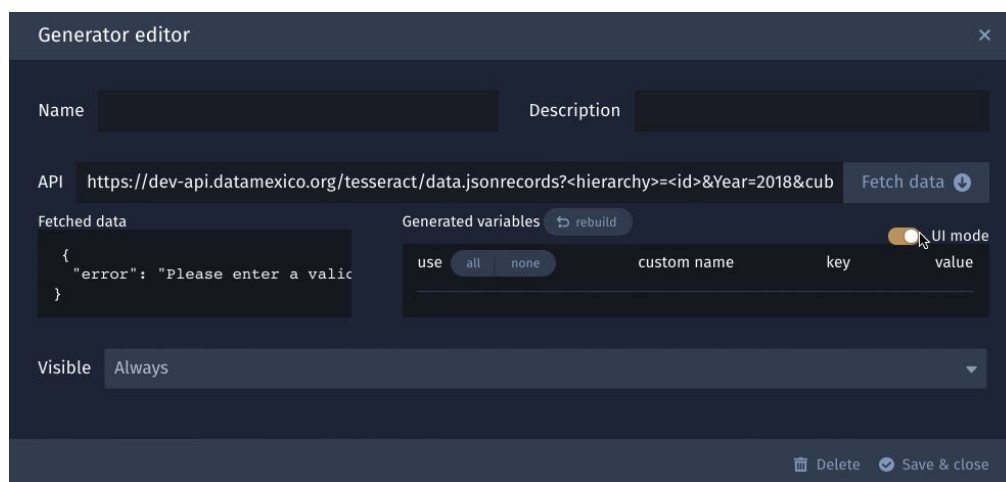 Generator editor
Name
Description
API https://dev-api.datamexico.org/tesseract/data.jsonrecords?<hierarchy>=<id>&Year=2018&cub Fetch data
Fetched data
Generated variables rebuild
UI mode
{
"error": "Please enter a valid
}
use all none custom name key value
Visible Always
Delete Save & close